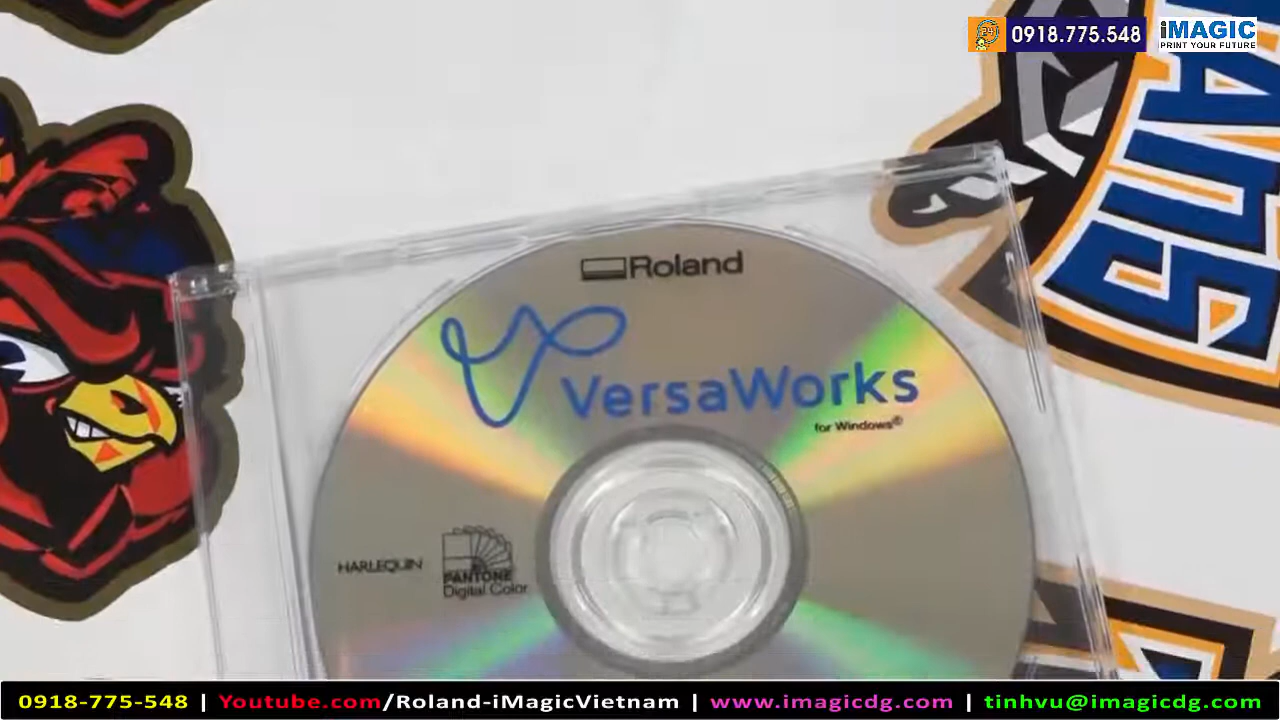 24
0918.775.548
iMAGIC
PRINT YOUR FUTURE
Roland
VersaWorks
for Windows®
HARLEQUIN
PANTONE
Digital Color
0918-775-548 | Youtube.com/Roland-iMagicVietnam | www.imagicdg.com | tinhvu@imagicdg.com